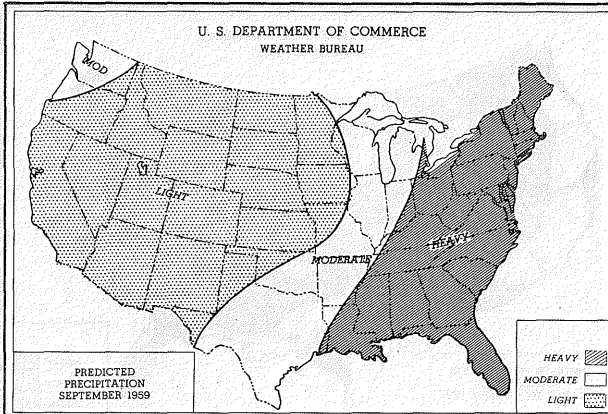 U. S. DEPARTMENT OF COMMERCE
WEATHER BUREAU
MOD
LIGHT
MODERATE
HEAVY
PREDICTED
PRECIPITATION
SEPTEMBER 1959
HEAVY
MODERATE
LIGHT